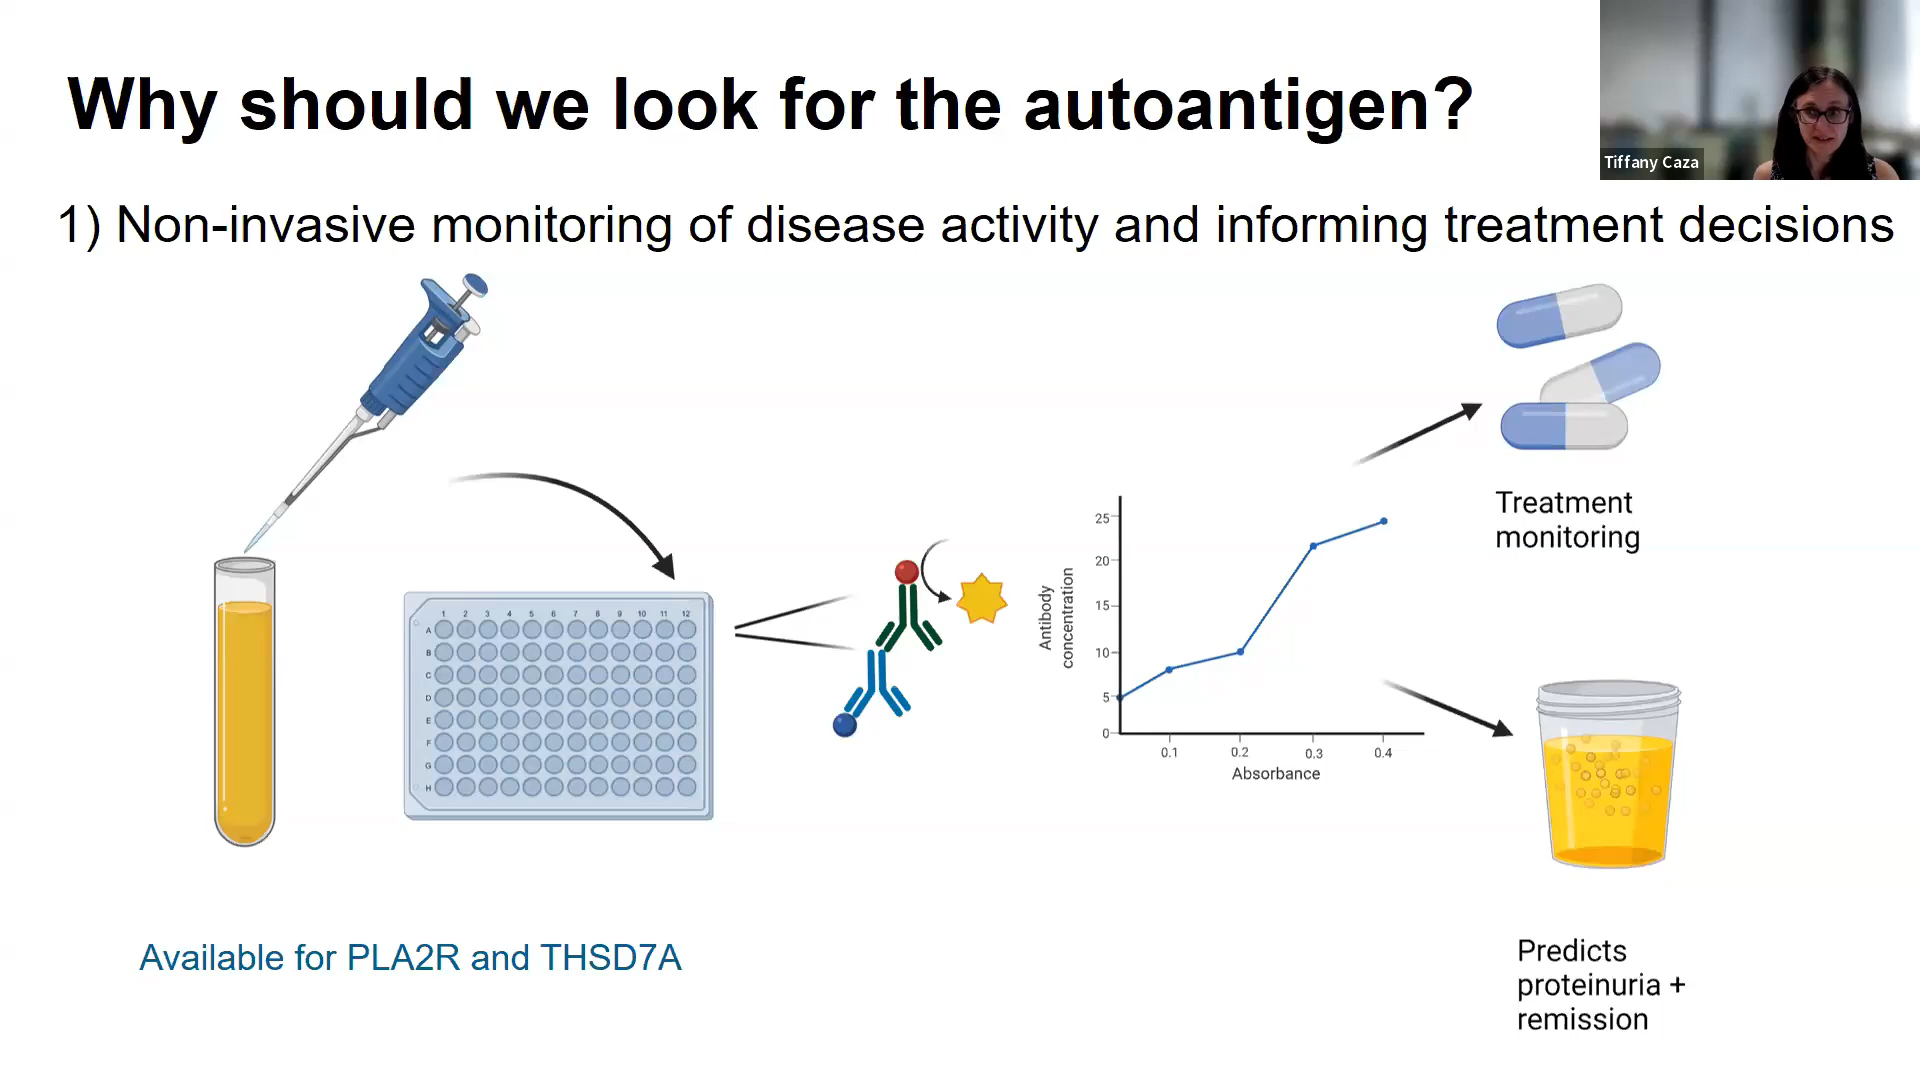 Why should we look for the autoantigen?
Tiffany Caza
1) Non-invasive monitoring of disease activity and informing treatment decisions
1 2 3 4 5 6 7 8 9 10 11 12
A
B
C
D
E
F
G
H
Antibody
concentration
25
20
15
10
5
0
0.1 0.2 0.3 0.4
Absorbance
Treatment
monitoring
Available for PLA2R and THSD7A
Predicts
proteinuria +
remission